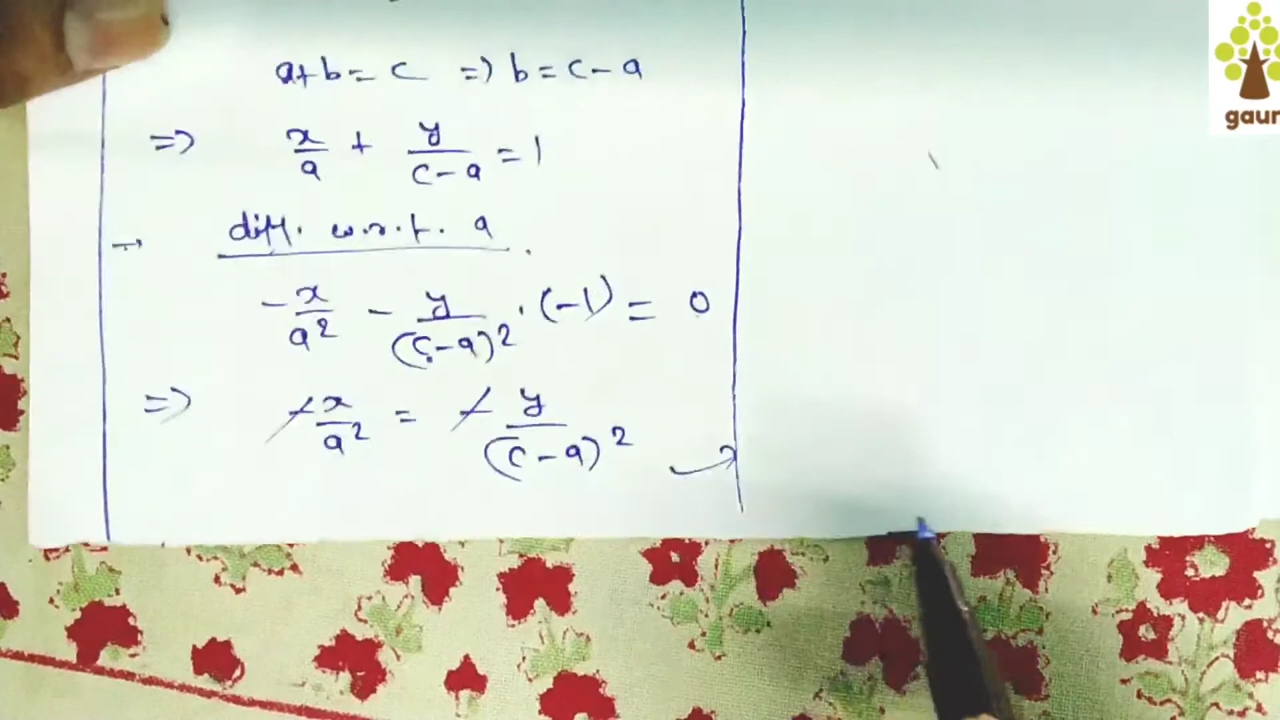 a+b = c => b = c-a
=> x/a + y/(c-a) = 1
→ diff. w.r.t. a.
-x/a² - y/(c-a)² · (-1) = 0
=> -x/a² = -y/(c-a)²
gaur